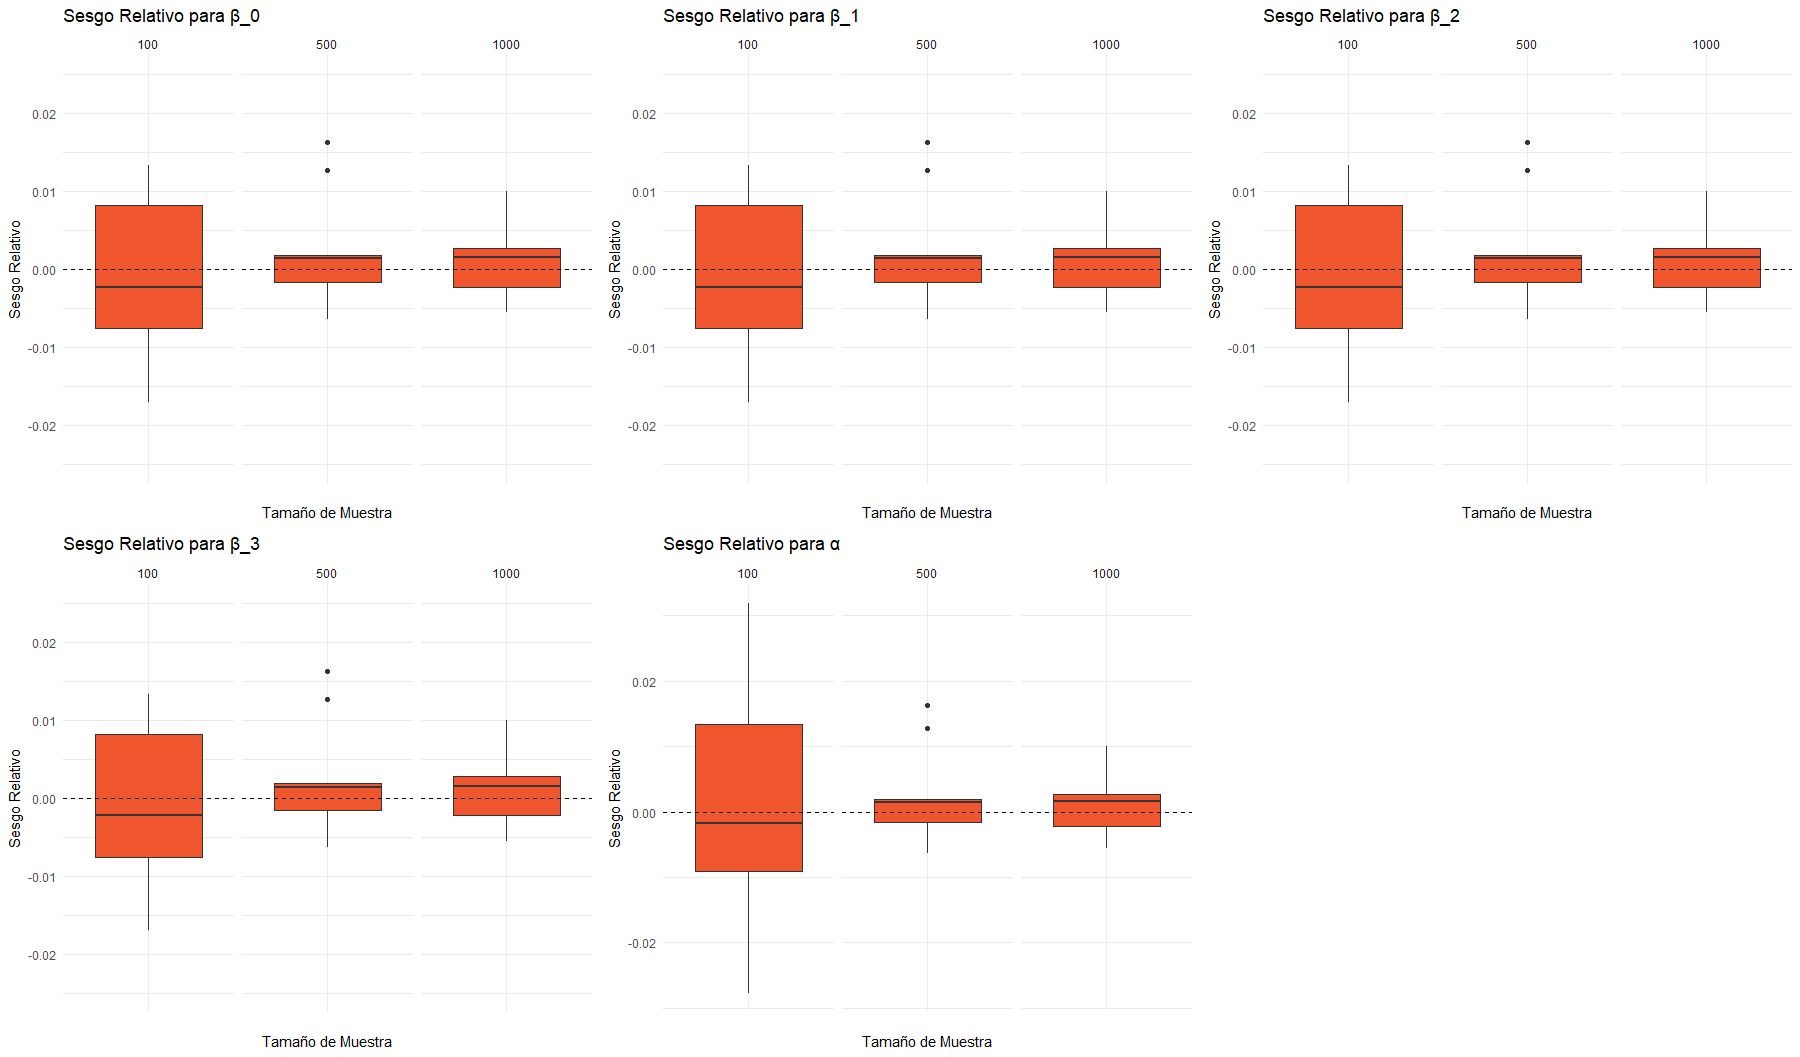 Sesgo Relativo para β_0
100 500 1000
0.02
0.01
0.00
-0.01
-0.02
Sesgo Relativo
Tamaño de Muestra
Sesgo Relativo para β_1
100 500 1000
0.02
0.01
0.00
-0.01
-0.02
Sesgo Relativo
Tamaño de Muestra
Sesgo Relativo para β_2
100 500 1000
0.02
0.01
0.00
-0.01
-0.02
Sesgo Relativo
Tamaño de Muestra
Sesgo Relativo para β_3
100 500 1000
0.02
0.01
0.00
-0.01
-0.02
Sesgo Relativo
Tamaño de Muestra
Sesgo Relativo para α
100 500 1000
0.02
0.00
-0.02
Sesgo Relativo
Tamaño de Muestra